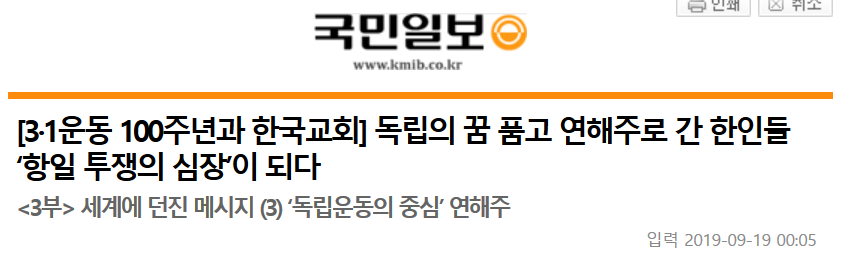 인쇄 취소
국민일보
www.kmib.co.kr
[3·1운동 100주년과 한국교회] 독립의 꿈 품고 연해주로 간 한인들
‘항일 투쟁의 심장’이 되다
<3부> 세계에 던진 메시지 (3) ‘독립운동의 중심’ 연해주
입력 2019-09-19 00:05